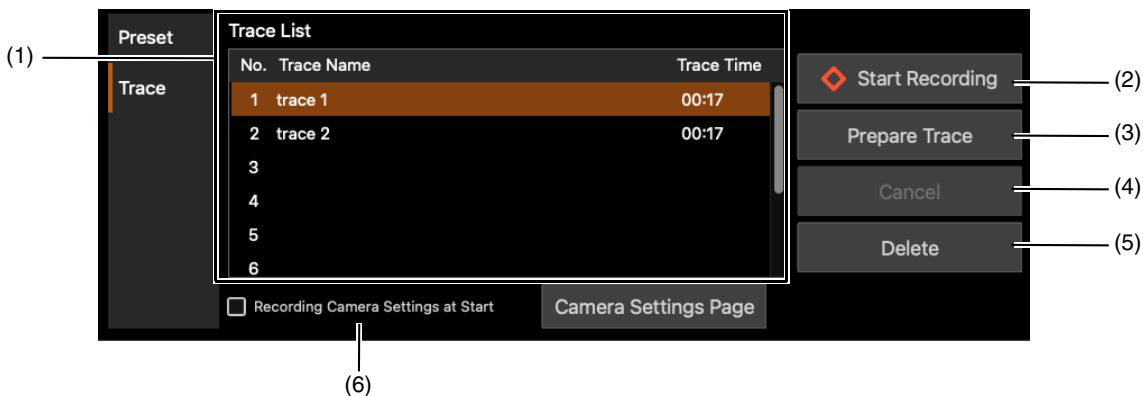 Preset
Trace
Trace List
No. Trace Name Trace Time
1 trace 1 00:17
2 trace 2 00:17
3
4
5
6
Recording Camera Settings at Start
Camera Settings Page
Start Recording
Prepare Trace
Cancel
Delete
(1)
(2)
(3)
(4)
(5)
(6)